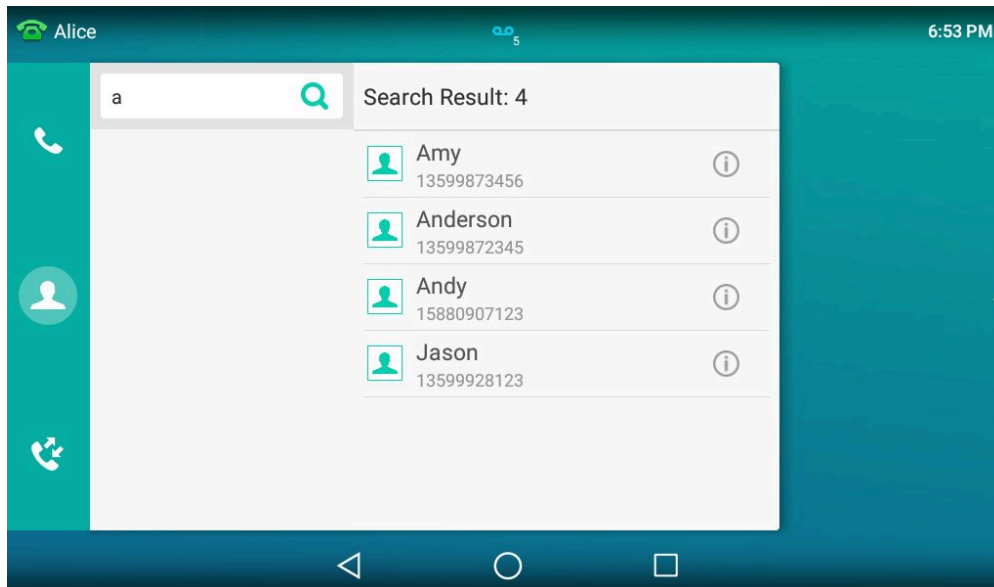 Alice
5
6:53 PM
a
Search Result: 4
Amy
13599873456
Anderson
13599872345
Andy
15880907123
Jason
13599928123